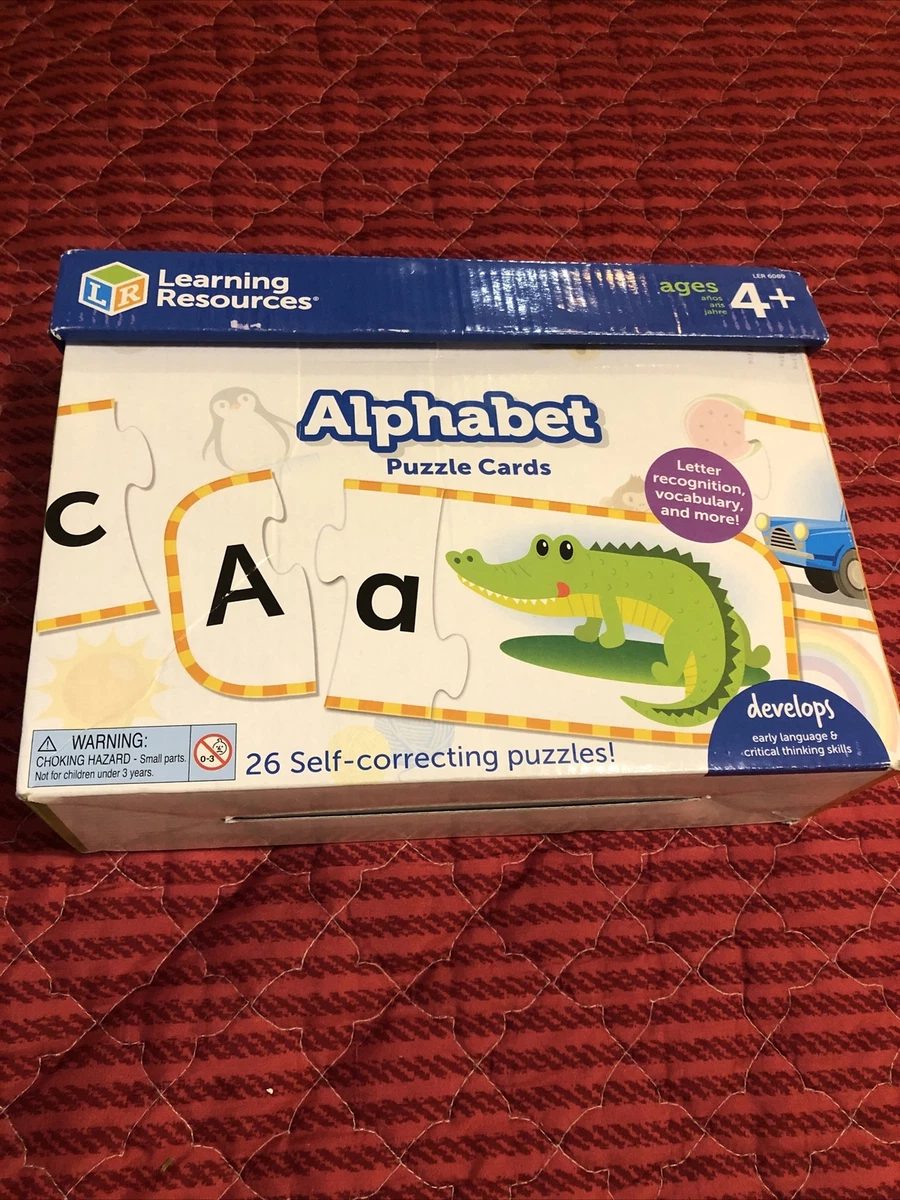 LR
Learning
Resources®
LER 6089
ages
años
ans
jahre
4+
Alphabet
Puzzle Cards
Letter
recognition,
vocabulary,
and more!
c
A
a
develops
early language &
critical thinking skills
WARNING:
CHOKING HAZARD - Small parts.
Not for children under 3 years.
0-3
26 Self-correcting puzzles!